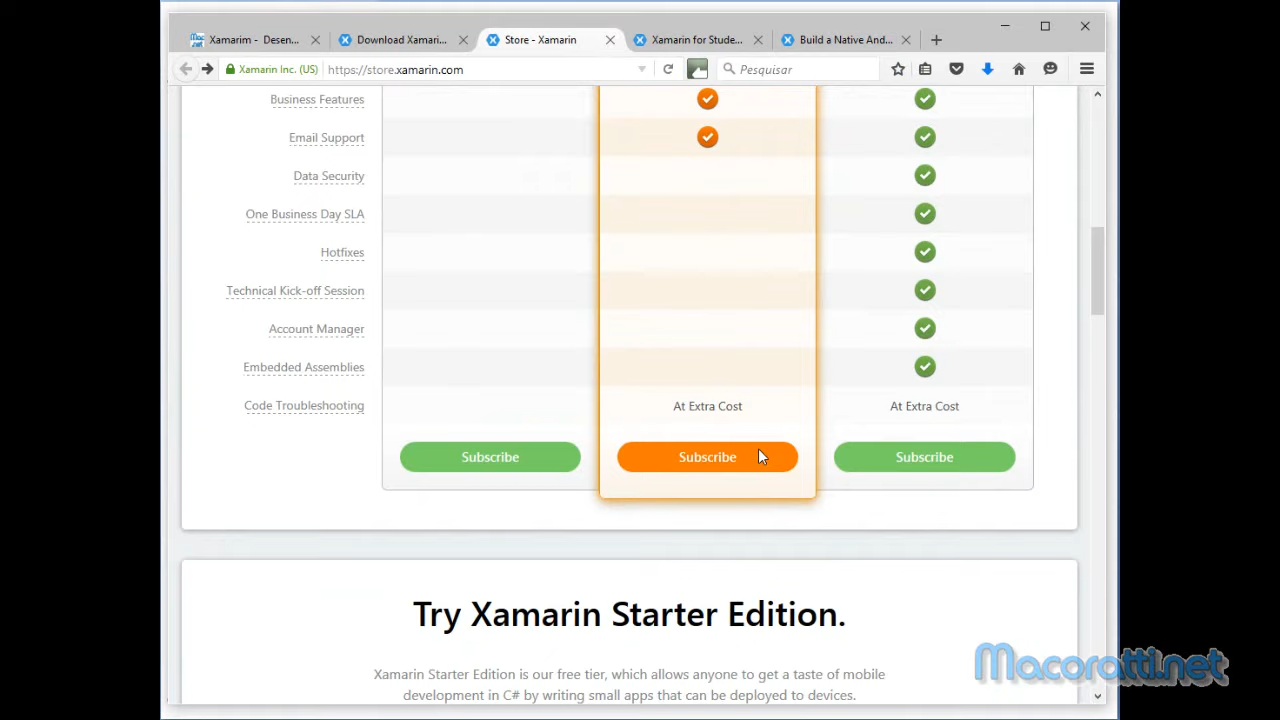 Xamarim - Desen...
Download Xamari...
Store - Xamarin
Xamarin for Stude...
Build a Native And...
Xamarin Inc. (US)
https://store.xamarin.com
Pesquisar
Business Features
Email Support
Data Security
One Business Day SLA
Hotfixes
Technical Kick-off Session
Account Manager
Embedded Assemblies
Code Troubleshooting
At Extra Cost
At Extra Cost
Subscribe
Subscribe
Subscribe
Try Xamarin Starter Edition.
Xamarin Starter Edition is our free tier, which allows anyone to get a taste of mobile
development in C# by writing small apps that can be deployed to devices.
Macoratti.net